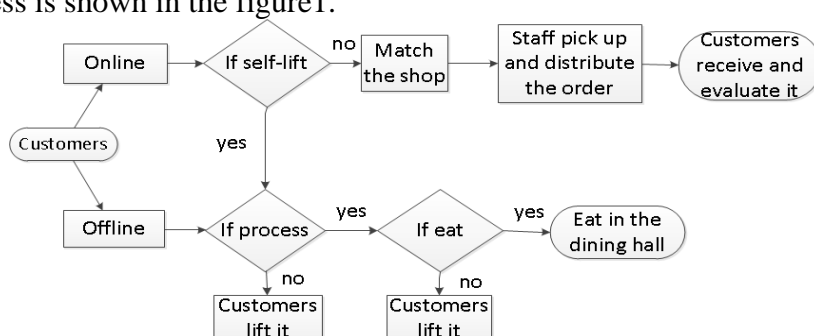 ess is shown in the figure1.
Online
If self-lift
no
Match
the shop
Staff pick up
and distribute
the order
Customers
receive and
evaluate it
Customers
yes
Offline
If process
yes
If eat
yes
Eat in the
dining hall
no
no
Customers
lift it
Customers
lift it